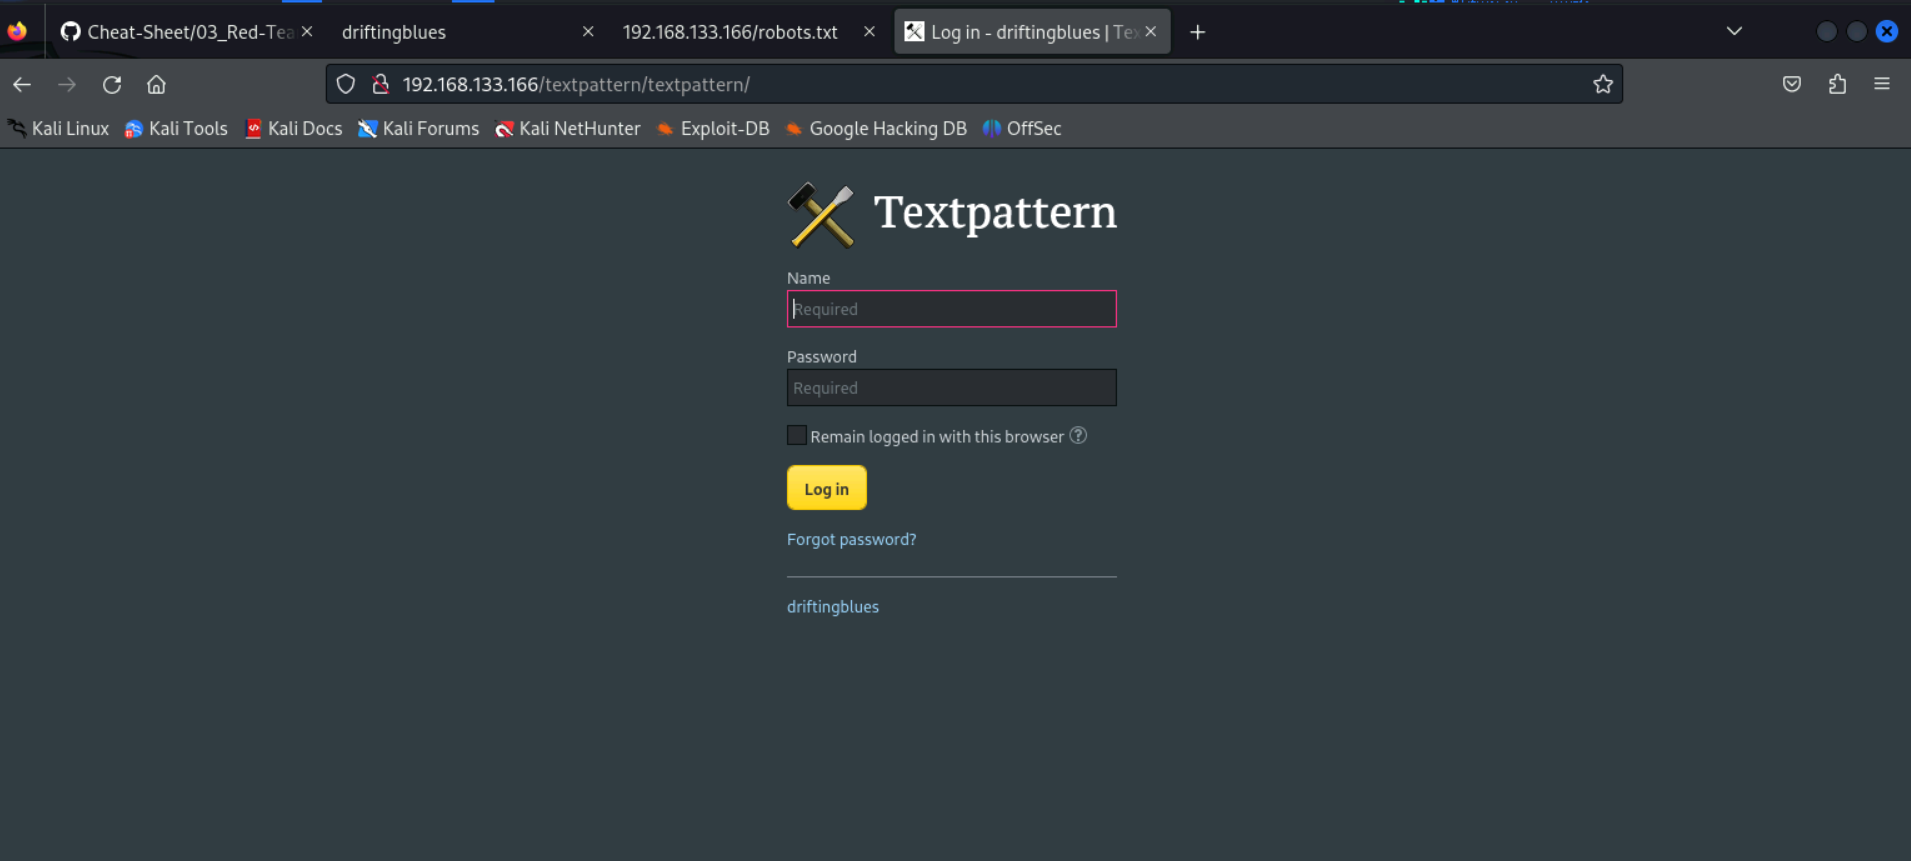 Cheat-Sheet/03_Red-Tea
driftingblues
192.168.133.166/robots.txt
Log in - driftingblues | Tex
192.168.133.166/textpattern/textpattern/
Kali Linux Kali Tools Kali Docs Kali Forums Kali NetHunter Exploit-DB Google Hacking DB OffSec
Textpattern
Name
Required
Password
Required
Remain logged in with this browser ?
Log in
Forgot password?
driftingblues